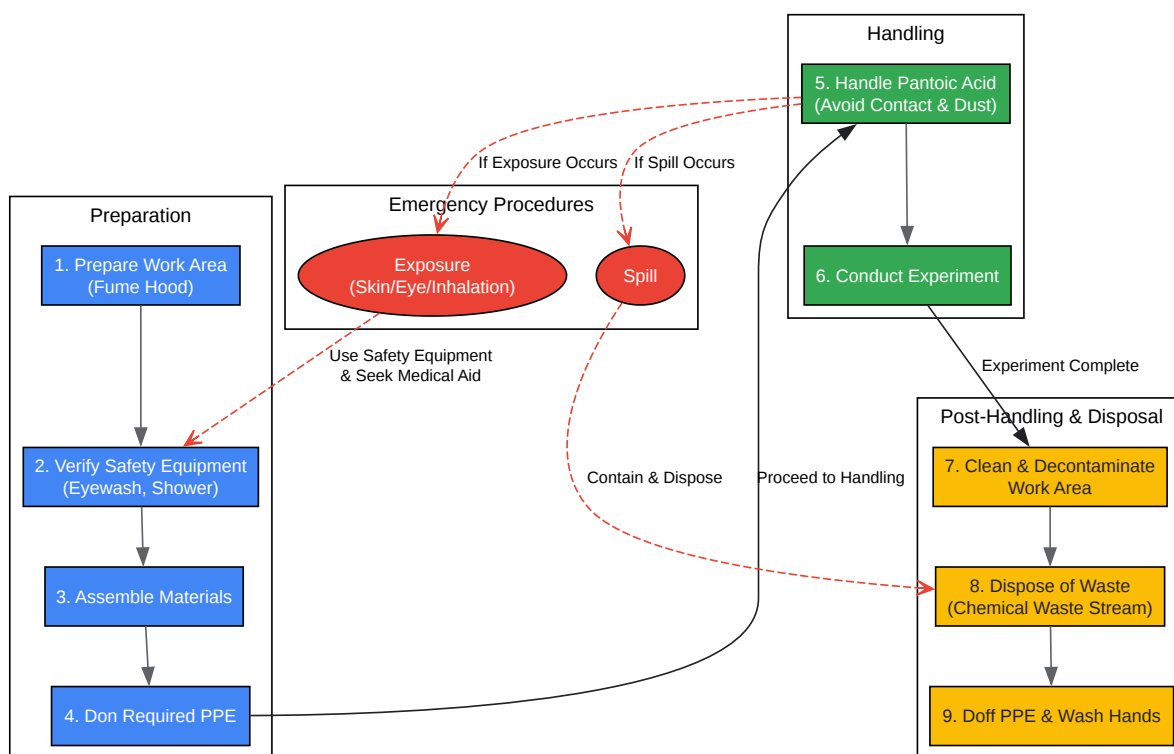 Handling
5. Handle Pantoic Acid
(Avoid Contact & Dust)
If Exposure Occurs
If Spill Occurs
Preparation
Emergency Procedures
1. Prepare Work Area
(Fume Hood)
Exposure
(Skin/Eye/Inhalation)
Spill
6. Conduct Experiment
Use Safety Equipment
& Seek Medical Aid
Experiment Complete
Post-Handling & Disposal
2. Verify Safety Equipment
(Eyewash, Shower)
Contain & Dispose
Proceed to Handling
7. Clean & Decontaminate
Work Area
3. Assemble Materials
8. Dispose of Waste
(Chemical Waste Stream)
4. Don Required PPE
9. Doff PPE & Wash Hands